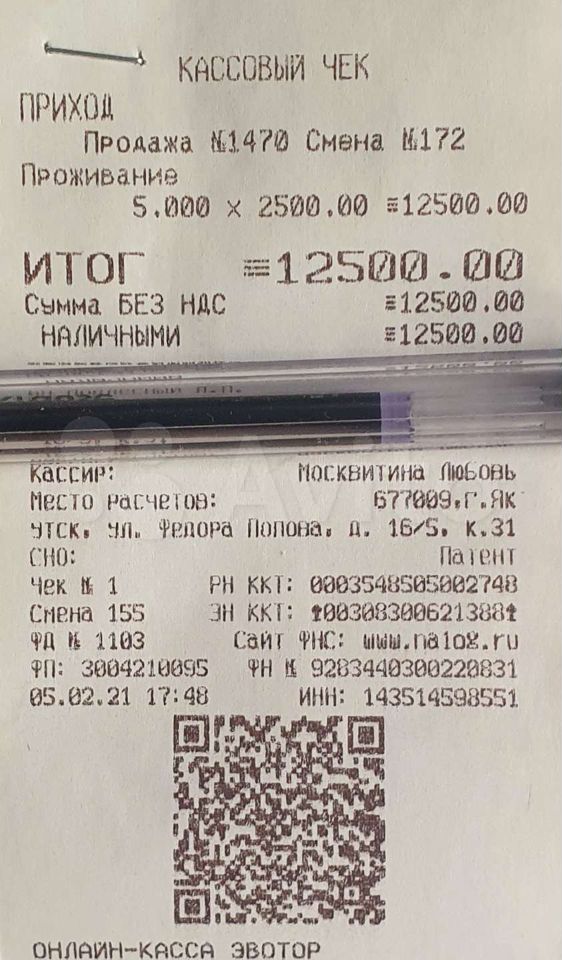 КАССОВЫЙ ЧЕК
ПРИХОД
Продажа №1470 Смена №172
Проживание
5.000 x 2500.00 ≡12500.00
ИТОГ ≡12500.00
Сумма БЕЗ НДС ≡12500.00
НАЛИЧНЫМИ ≡12500.00
Кассир: Москвитина Любовь
Место расчетов: 677009,г.Як
утск, ул. Федора Попова, д. 16/5, к.31
СНО: Патент
Чек № 1 РН ККТ: 0003548505002748
Смена 155 ЗН ККТ: 00308300621388
ФД № 1103 Сайт ФНС: www.nalog.ru
ФП: 3004210095 ФН № 9283440300220831
05.02.21 17:48 ИНН: 143514598551
ОНЛАЙН-КАССА ЭВОТОР